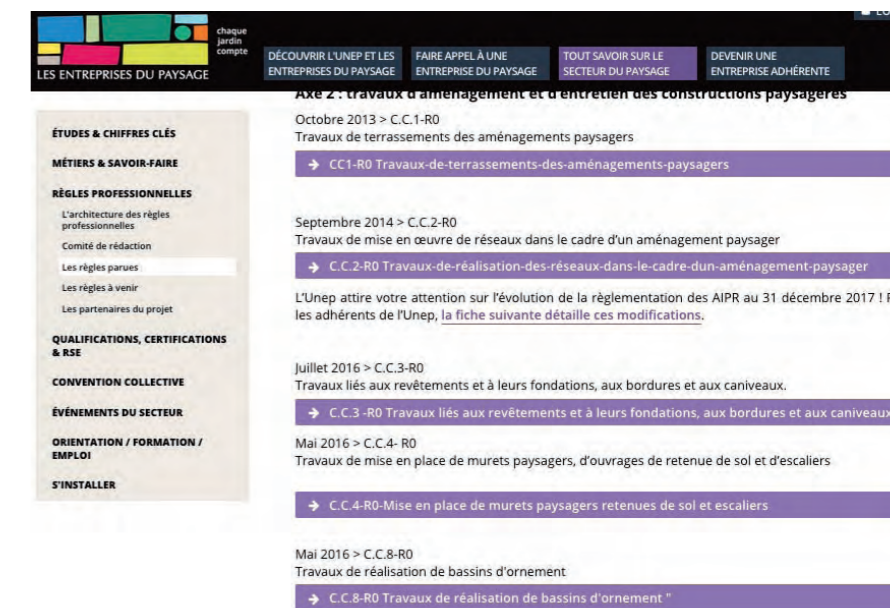 chaque
jardin
compte
LES ENTREPRISES DU PAYSAGE
DÉCOUVRIR L'UNEP ET LES
ENTREPRISES DU PAYSAGE
FAIRE APPEL À UNE
ENTREPRISE DU PAYSAGE
TOUT SAVOIR SUR LE
SECTEUR DU PAYSAGE
DEVENIR UNE
ENTREPRISE ADHÉRENTE
ÉTUDES & CHIFFRES CLÉS
MÉTIERS & SAVOIR-FAIRE
RÈGLES PROFESSIONNELLES
L'architecture des règles
professionnelles
Comité de rédaction
Les règles parues
Les règles à venir
Les partenaires du projet
QUALIFICATIONS, CERTIFICATIONS
& RSE
CONVENTION COLLECTIVE
ÉVÉNEMENTS DU SECTEUR
ORIENTATION / FORMATION /
EMPLOI
S'INSTALLER
Axe 2 : travaux d'aménagement et d'entretien des constructions paysagères
Octobre 2013 > C.C.1-R0
Travaux de terrassements des aménagements paysagers
→ CC1-R0 Travaux-de-terrassements-des-aménagements-paysagers
Septembre 2014 > C.C.2-R0
Travaux de mise en œuvre de réseaux dans le cadre d'un aménagement paysager
→ C.C.2-R0 Travaux-de-réalisation-des-réseaux-dans-le-cadre-dun-aménagement-paysager
L'Unep attire votre attention sur l'évolution de la règlementation des AIPR au 31 décembre 2017 !
les adhérents de l'Unep, la fiche suivante détaille ces modifications.
Juillet 2016 > C.C.3-R0
Travaux liés aux revêtements et à leurs fondations, aux bordures et aux caniveaux.
→ C.C.3 -R0 Travaux liés aux revêtements et à leurs fondations, aux bordures et aux caniveaux
Mai 2016 > C.C.4- R0
Travaux de mise en place de murets paysagers, d'ouvrages de retenue de sol et d'escaliers
→ C.C.4-R0-Mise en place de murets paysagers retenues de sol et escaliers
Mai 2016 > C.C.8-R0
Travaux de réalisation de bassins d'ornement
→ C.C.8-R0 Travaux de réalisation de bassins d'ornement "